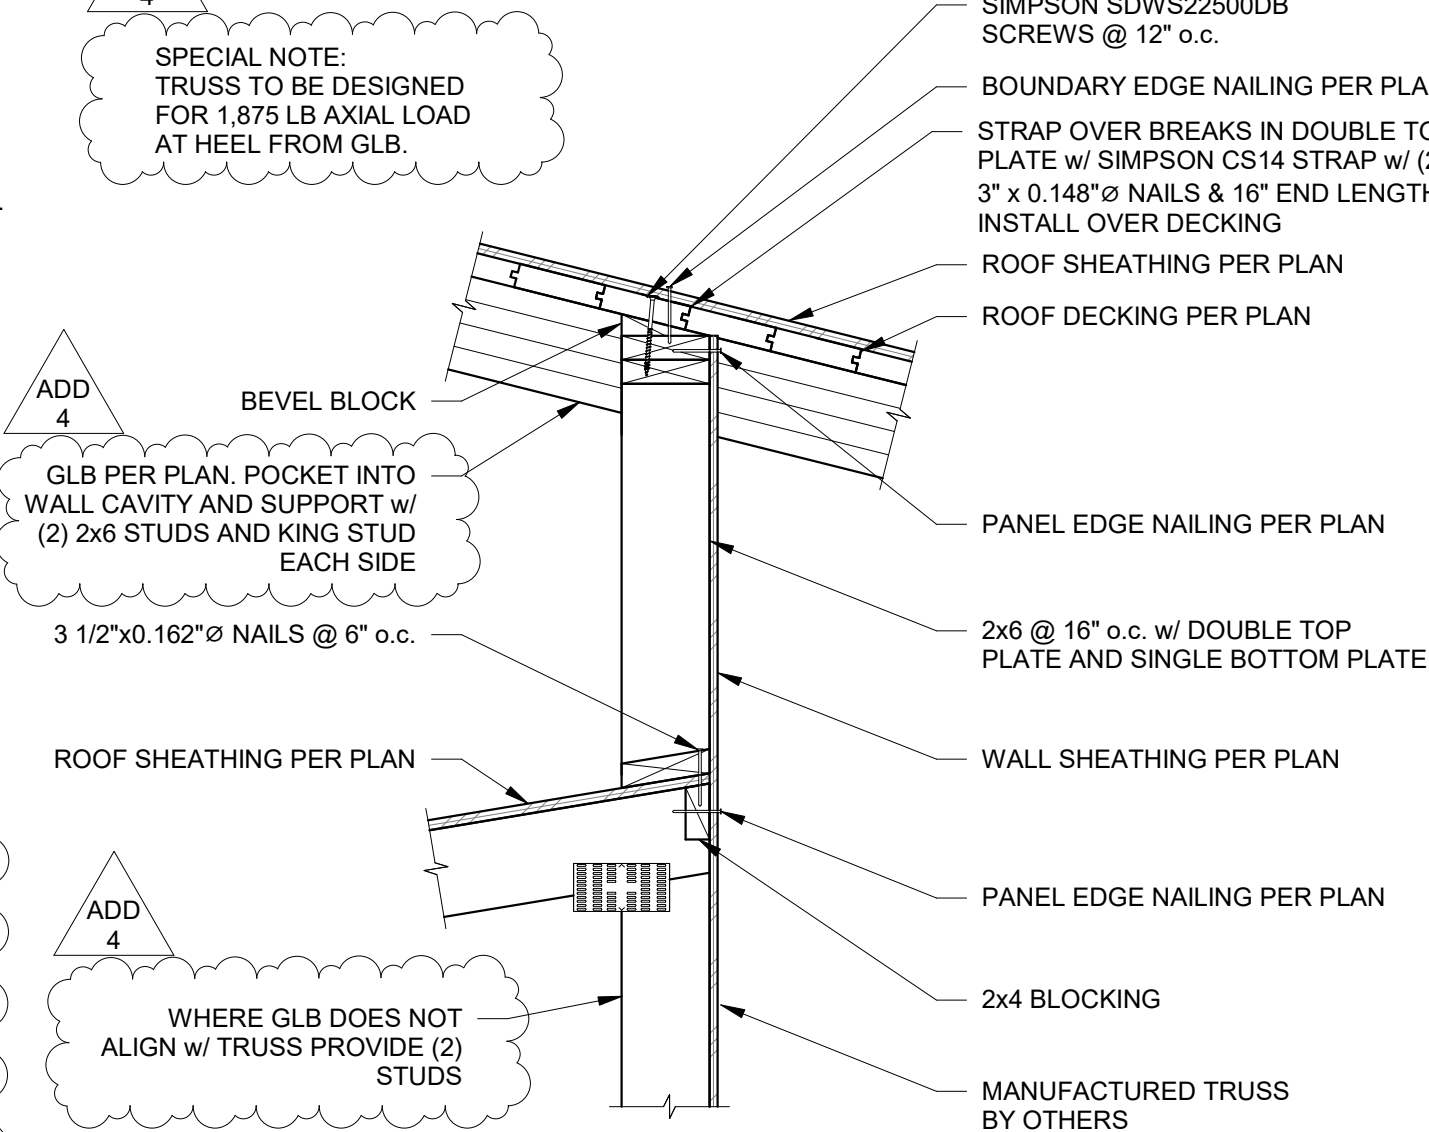 4
SPECIAL NOTE:
TRUSS TO BE DESIGNED
FOR 1,875 LB AXIAL LOAD
AT HEEL FROM GLB.
SIMPSON SDWS22500DB
SCREWS @ 12" o.c.
BOUNDARY EDGE NAILING PER
STRAP OVER BREAKS IN DOUBLE
PLATE w/ SIMPSON CS14 STRAP w/
3" x 0.148"Ø NAILS & 16" END LENGTH
INSTALL OVER DECKING
ROOF SHEATHING PER PLAN
ROOF DECKING PER PLAN
ADD
4
BEVEL BLOCK
GLB PER PLAN. POCKET INTO
WALL CAVITY AND SUPPORT w/
(2) 2x6 STUDS AND KING STUD
EACH SIDE
PANEL EDGE NAILING PER PLAN
3 1/2"x0.162"Ø NAILS @ 6" o.c.
2x6 @ 16" o.c. w/ DOUBLE TOP
PLATE AND SINGLE BOTTOM PLATE
ROOF SHEATHING PER PLAN
WALL SHEATHING PER PLAN
ADD
4
PANEL EDGE NAILING PER PLAN
WHERE GLB DOES NOT
ALIGN w/ TRUSS PROVIDE (2)
STUDS
2x4 BLOCKING
MANUFACTURED TRUSS
BY OTHERS